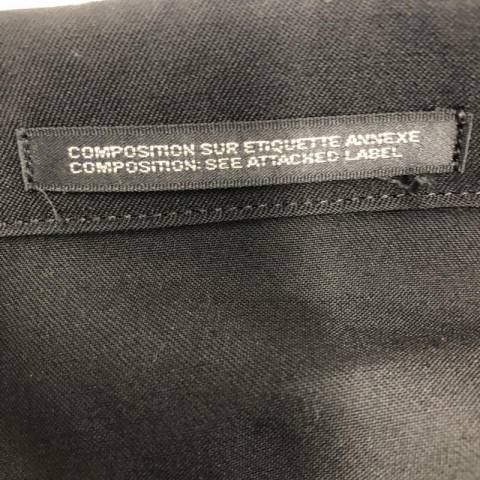 COMPOSITION SUR ETIQUETTE ANNEXE
COMPOSITION: SEE ATTACHED LABEL